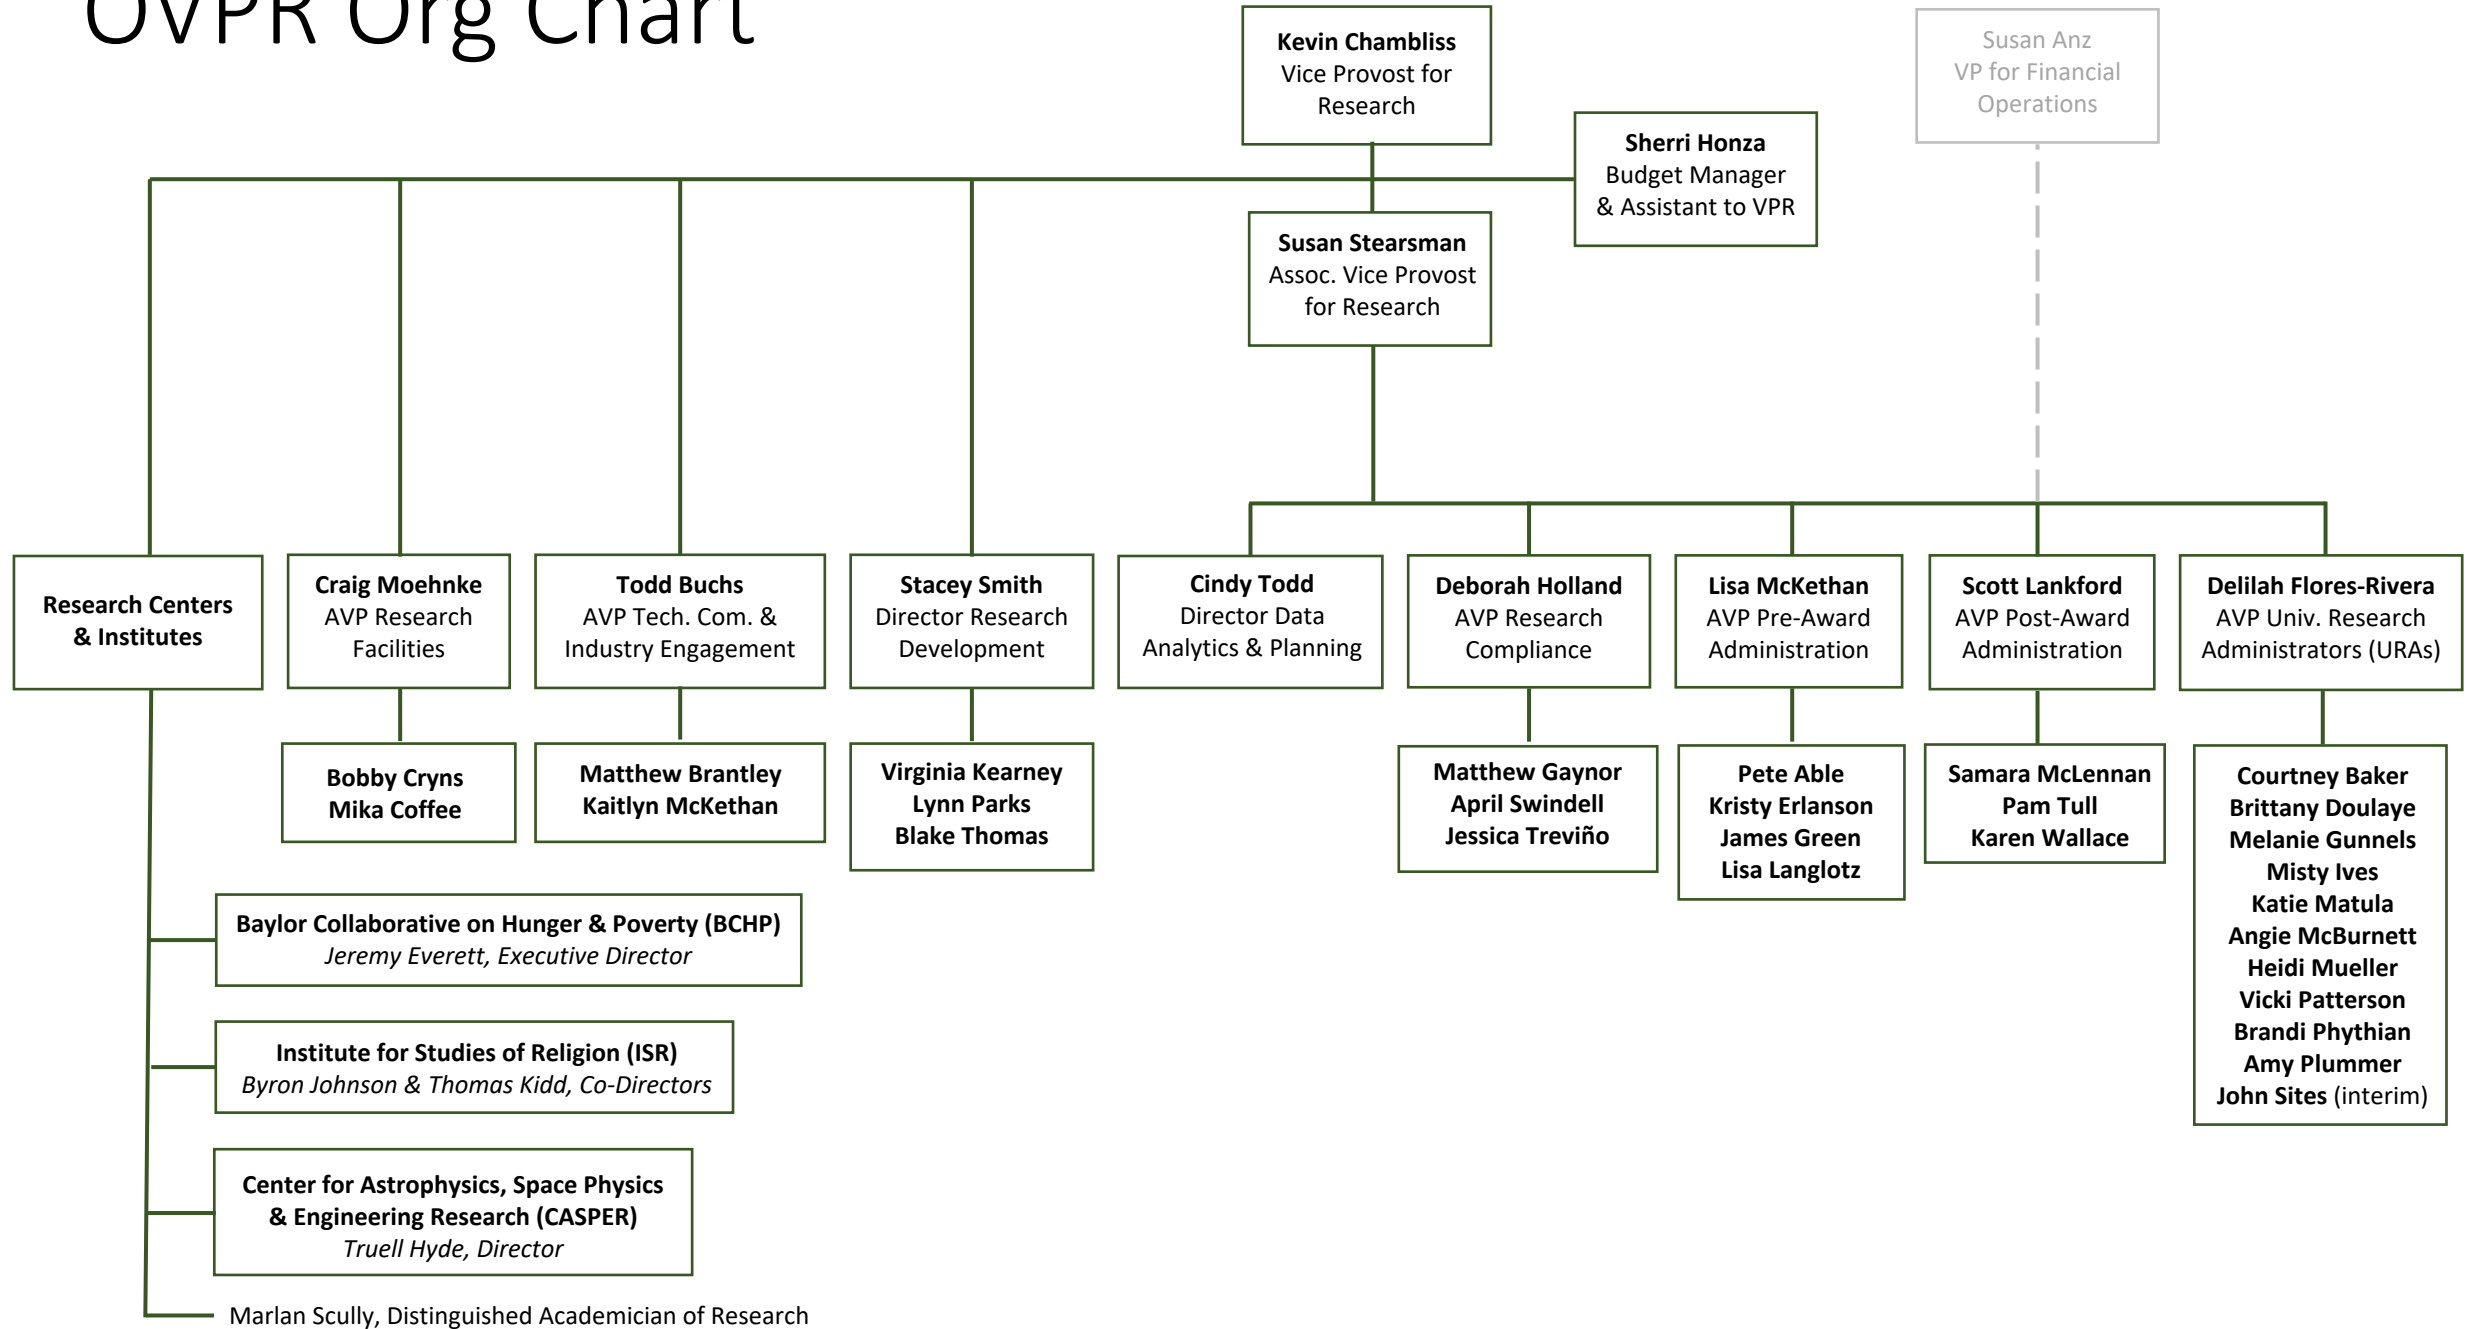 OVPR Org Chart
Kevin Chambliss
Vice Provost for
Research
Susan Anz
VP for Financial
Operations
Sherri Honza
Budget Manager
& Assistant to VPR
Susan Stearsman
Assoc. Vice Provost
for Research
Research Centers
& Institutes
Craig Moehnke
AVP Research
Facilities
Todd Buchs
AVP Tech. Com. &
Industry Engagement
Stacey Smith
Director Research
Development
Cindy Todd
Director Data
Analytics & Planning
Deborah Holland
AVP Research
Compliance
Lisa McKethan
AVP Pre-Award
Administration
Scott Lankford
AVP Post-Award
Administration
Delilah Flores-Rivera
AVP Univ. Research
Administrators (URAs)
Bobby Cryns
Mika Coffee
Matthew Brantley
Kaitlyn McKethan
Virginia Kearney
Lynn Parks
Blake Thomas
Matthew Gaynor
April Swindell
Jessica Treviño
Pete Able
Kristy Erlanson
James Green
Lisa Langlotz
Samara McLennan
Pam Tull
Karen Wallace
Courtney Baker
Brittany Doulaye
Melanie Gunnels
Misty Ives
Katie Matula
Angie McBurnett
Heidi Mueller
Vicki Patterson
Brandi Phythian
Amy Plummer
John Sites (interim)
Baylor Collaborative on Hunger & Poverty (BCHP)
Jeremy Everett, Executive Director
Institute for Studies of Religion (ISR)
Byron Johnson & Thomas Kidd, Co-Directors
Center for Astrophysics, Space Physics
& Engineering Research (CASPER)
Truell Hyde, Director
Marlan Scully, Distinguished Academician of Research